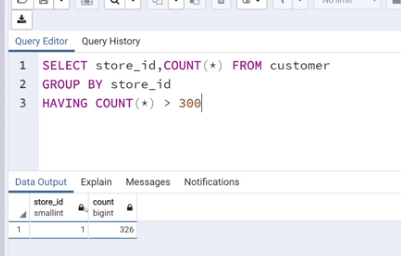 No limit
Query Editor Query History
1 SELECT store_id,COUNT(*) FROM customer
2 GROUP BY store_id
3 HAVING COUNT(*) > 300
Data Output Explain Messages Notifications
store_id count
smallint bigint
1 1 326